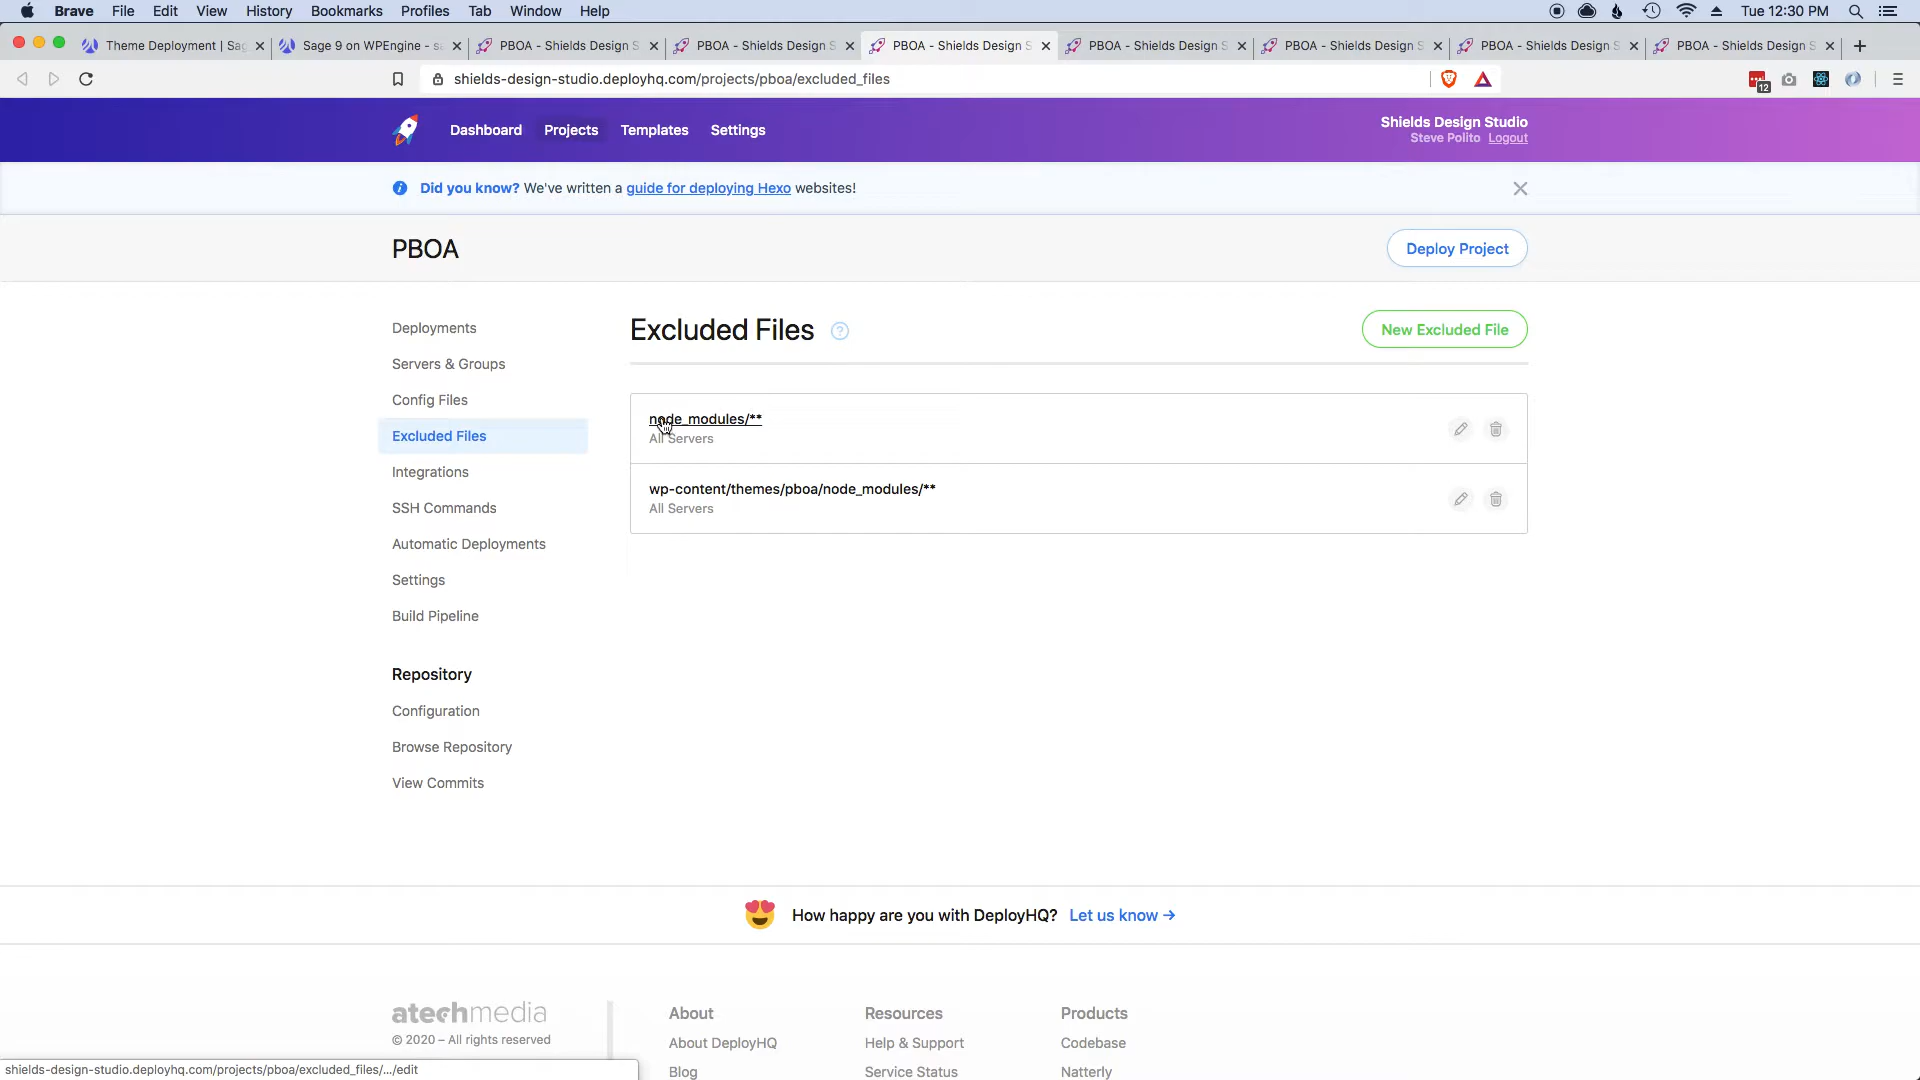 Brave File Edit View History Bookmarks Profiles Tab Window Help Tue 12:30 PM
Theme Deployment | Sag Sage 9 on WPEngine - s PBOA - Shields Design S PBOA - Shields Design S PBOA - Shields Design S PBOA - Shields Design S PBOA - Shields Design S PBOA - Shields Design S PBOA - Shields Design S
shields-design-studio.deployhq.com/projects/pboa/excluded_files
12
Dashboard Projects Templates Settings
Shields Design Studio
Steve Polito Logout
Did you know? We've written a guide for deploying Hexo websites!
PBOA
Deploy Project
Deployments
Servers & Groups
Config Files
Excluded Files
Integrations
SSH Commands
Automatic Deployments
Settings
Build Pipeline
Repository
Configuration
Browse Repository
View Commits
Excluded Files ?
New Excluded File
node_modules/**
All Servers
wp-content/themes/pboa/node_modules/**
All Servers
How happy are you with DeployHQ? Let us know →
atechmedia
© 2020 – All rights reserved
About
About DeployHQ
Blog
Resources
Help & Support
Service Status
Products
Codebase
Natterly
shields-design-studio.deployhq.com/projects/pboa/excluded_files/.../edit